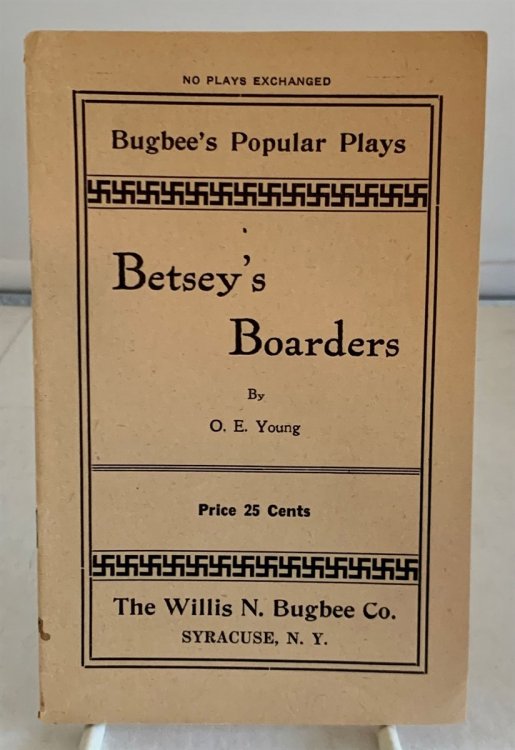 NO PLAYS EXCHANGED
Bugbee's Popular Plays
Betsey's
Boarders
By
O. E. Young
Price 25 Cents
The Willis N. Bugbee Co.
SYRACUSE, N. Y.